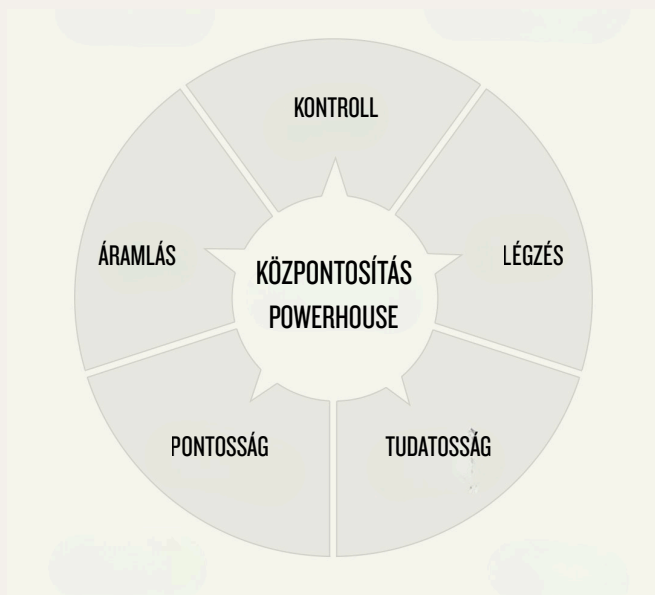 KONTROLL
ÁRAMLÁS
LÉGZÉS
KÖZPONTOSÍTÁS
POWERHOUSE
PONTOSSÁG
TUDATOSSÁG